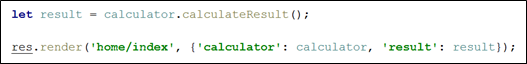 let result = calculator.calculateResult();
res.render('home/index', {'calculator': calculator, 'result': result});